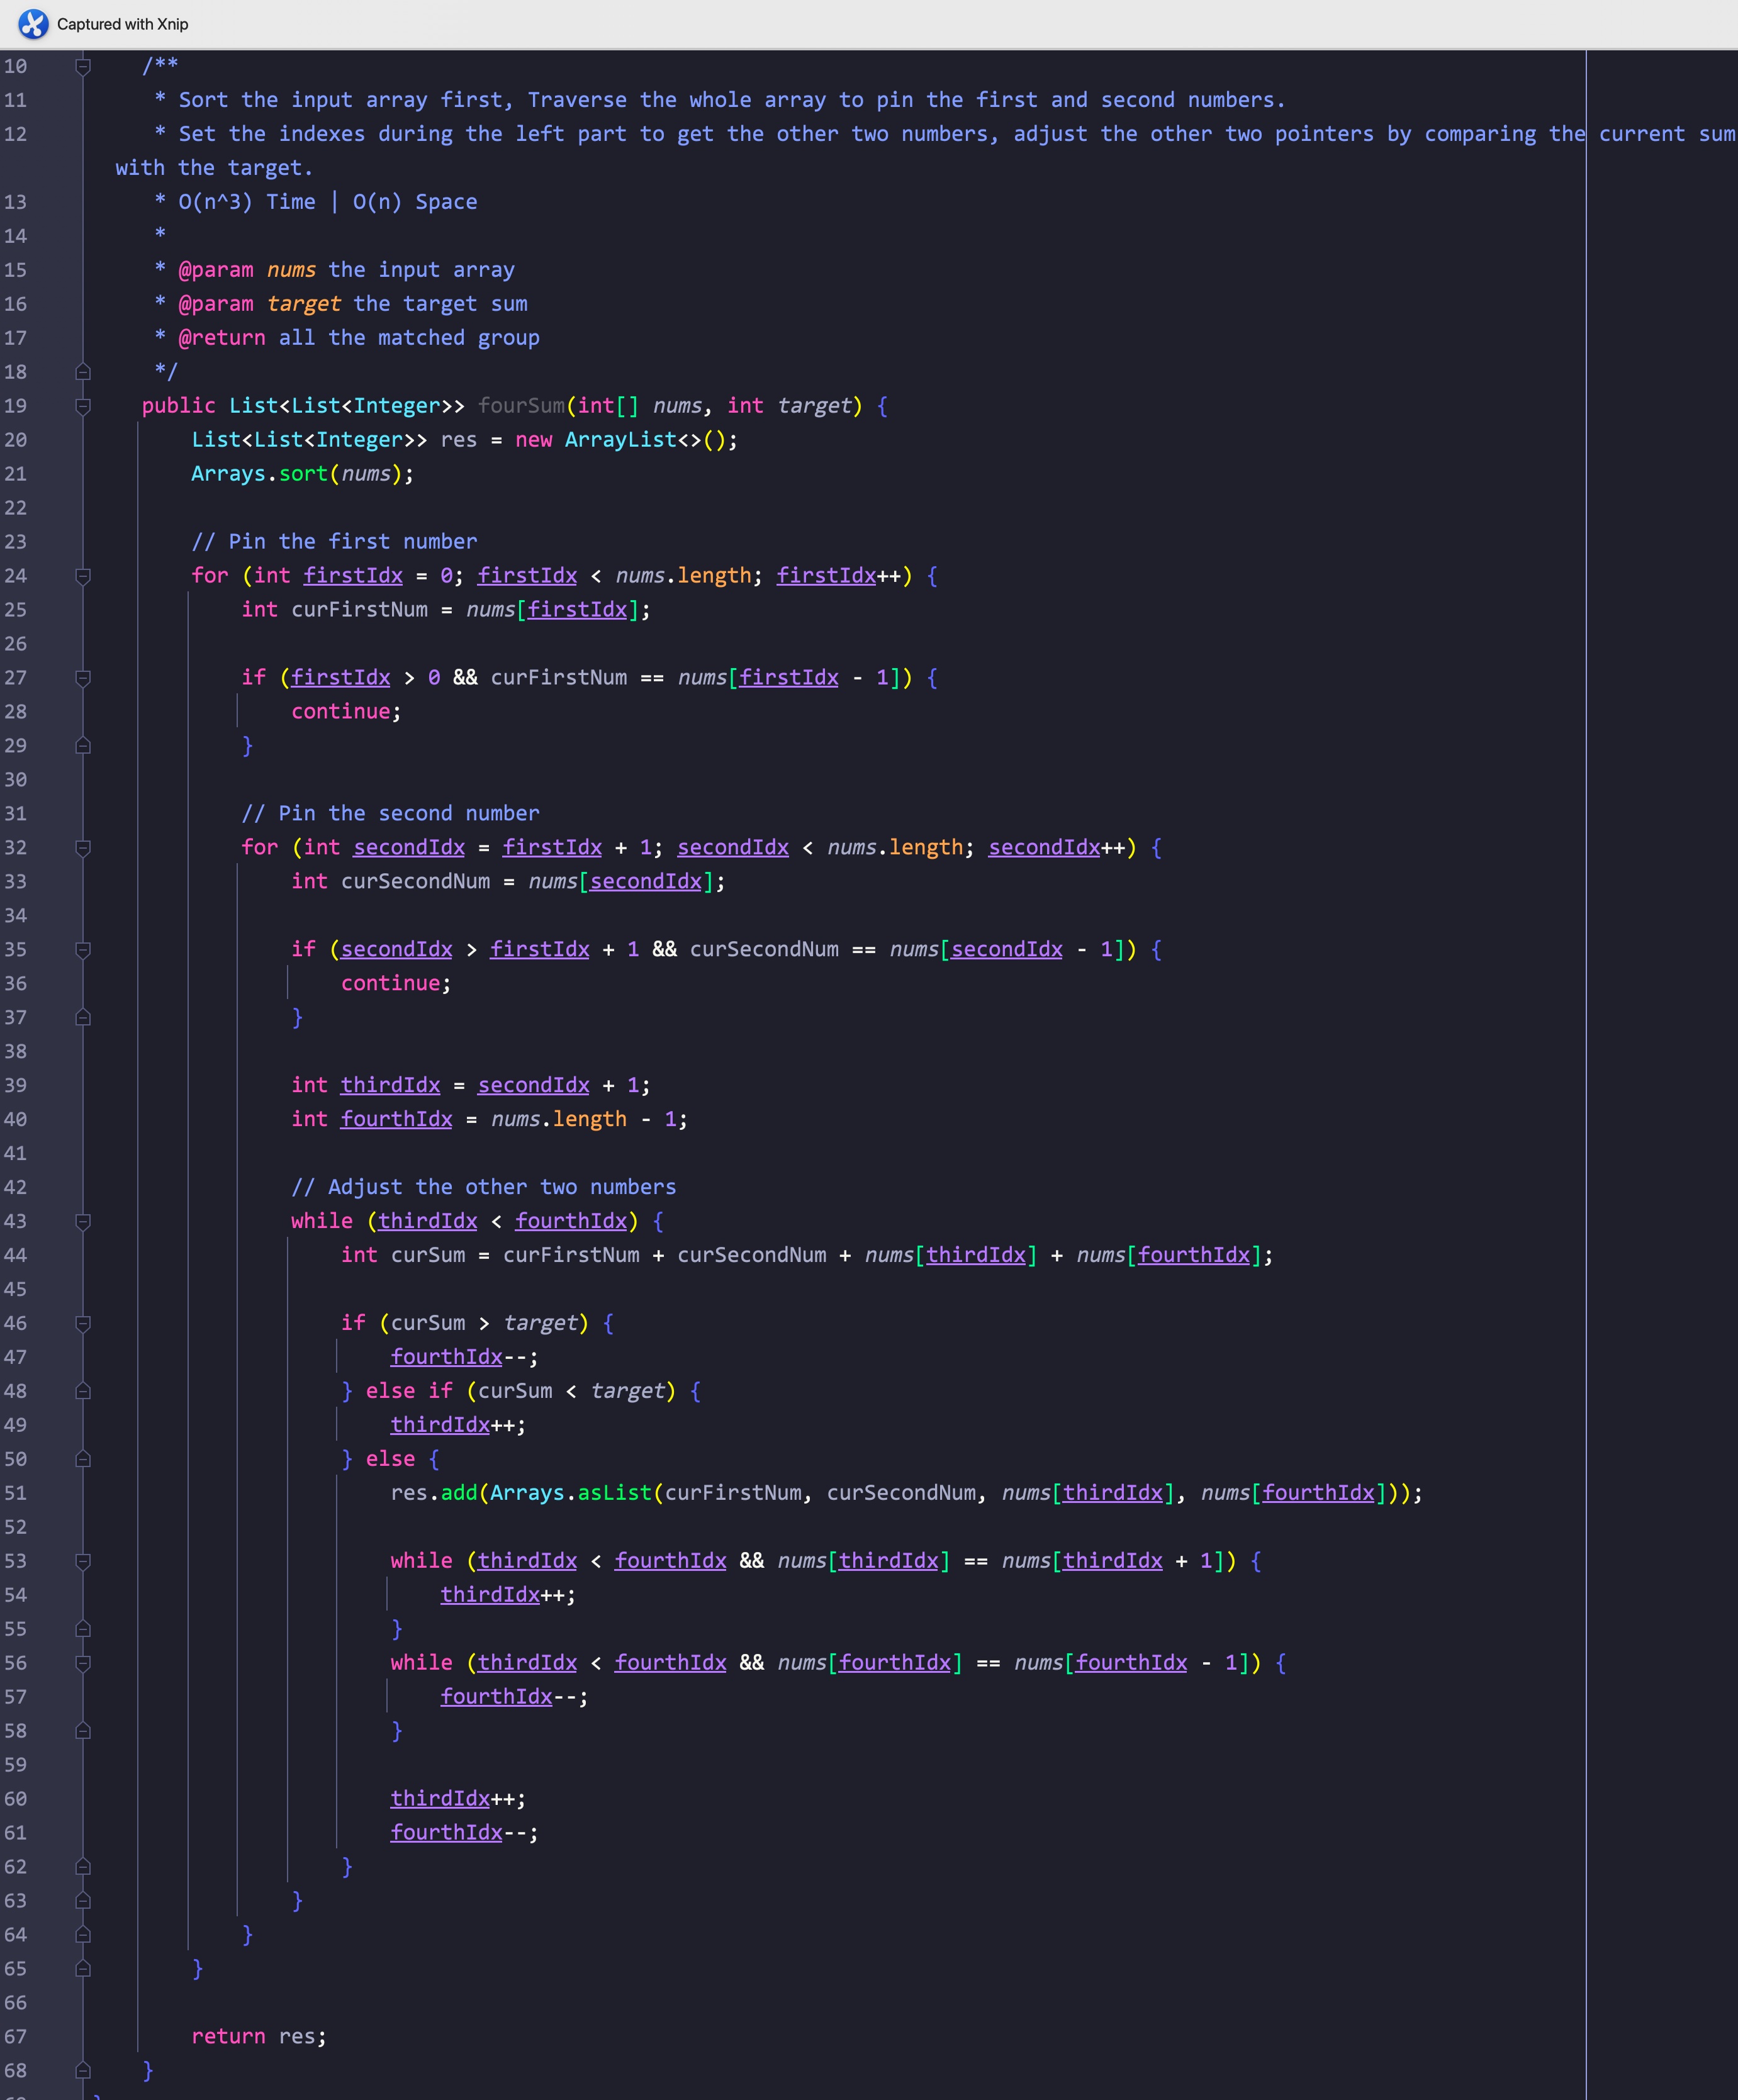 Captured with Xnip
10 /**
11 * Sort the input array first, Traverse the whole array to pin the first and second numbers.
12 * Set the indexes during the left part to get the other two numbers, adjust the other two pointers by comparing the current sum
with the target.
13 * O(n^3) Time | O(n) Space
14 *
15 * @param nums the input array
16 * @param target the target sum
17 * @return all the matched group
18 */
19 public List<List<Integer>> fourSum(int[] nums, int target) {
20 List<List<Integer>> res = new ArrayList<>();
21 Arrays.sort(nums);
22
23 // Pin the first number
24 for (int firstIdx = 0; firstIdx < nums.length; firstIdx++) {
25 int curFirstNum = nums[firstIdx];
26
27 if (firstIdx > 0 && curFirstNum == nums[firstIdx - 1]) {
28 continue;
29 }
30
31 // Pin the second number
32 for (int secondIdx = firstIdx + 1; secondIdx < nums.length; secondIdx++) {
33 int curSecondNum = nums[secondIdx];
34
35 if (secondIdx > firstIdx + 1 && curSecondNum == nums[secondIdx - 1]) {
36 continue;
37 }
38
39 int thirdIdx = secondIdx + 1;
40 int fourthIdx = nums.length - 1;
41
42 // Adjust the other two numbers
43 while (thirdIdx < fourthIdx) {
44 int curSum = curFirstNum + curSecondNum + nums[thirdIdx] + nums[fourthIdx];
45
46 if (curSum > target) {
47 fourthIdx--;
48 } else if (curSum < target) {
49 thirdIdx++;
50 } else {
51 res.add(Arrays.asList(curFirstNum, curSecondNum, nums[thirdIdx], nums[fourthIdx]));
52
53 while (thirdIdx < fourthIdx && nums[thirdIdx] == nums[thirdIdx + 1]) {
54 thirdIdx++;
55 }
56 while (thirdIdx < fourthIdx && nums[fourthIdx] == nums[fourthIdx - 1]) {
57 fourthIdx--;
58 }
59
60 thirdIdx++;
61 fourthIdx--;
62 }
63 }
64 }
65 }
66
67 return res;
68 }